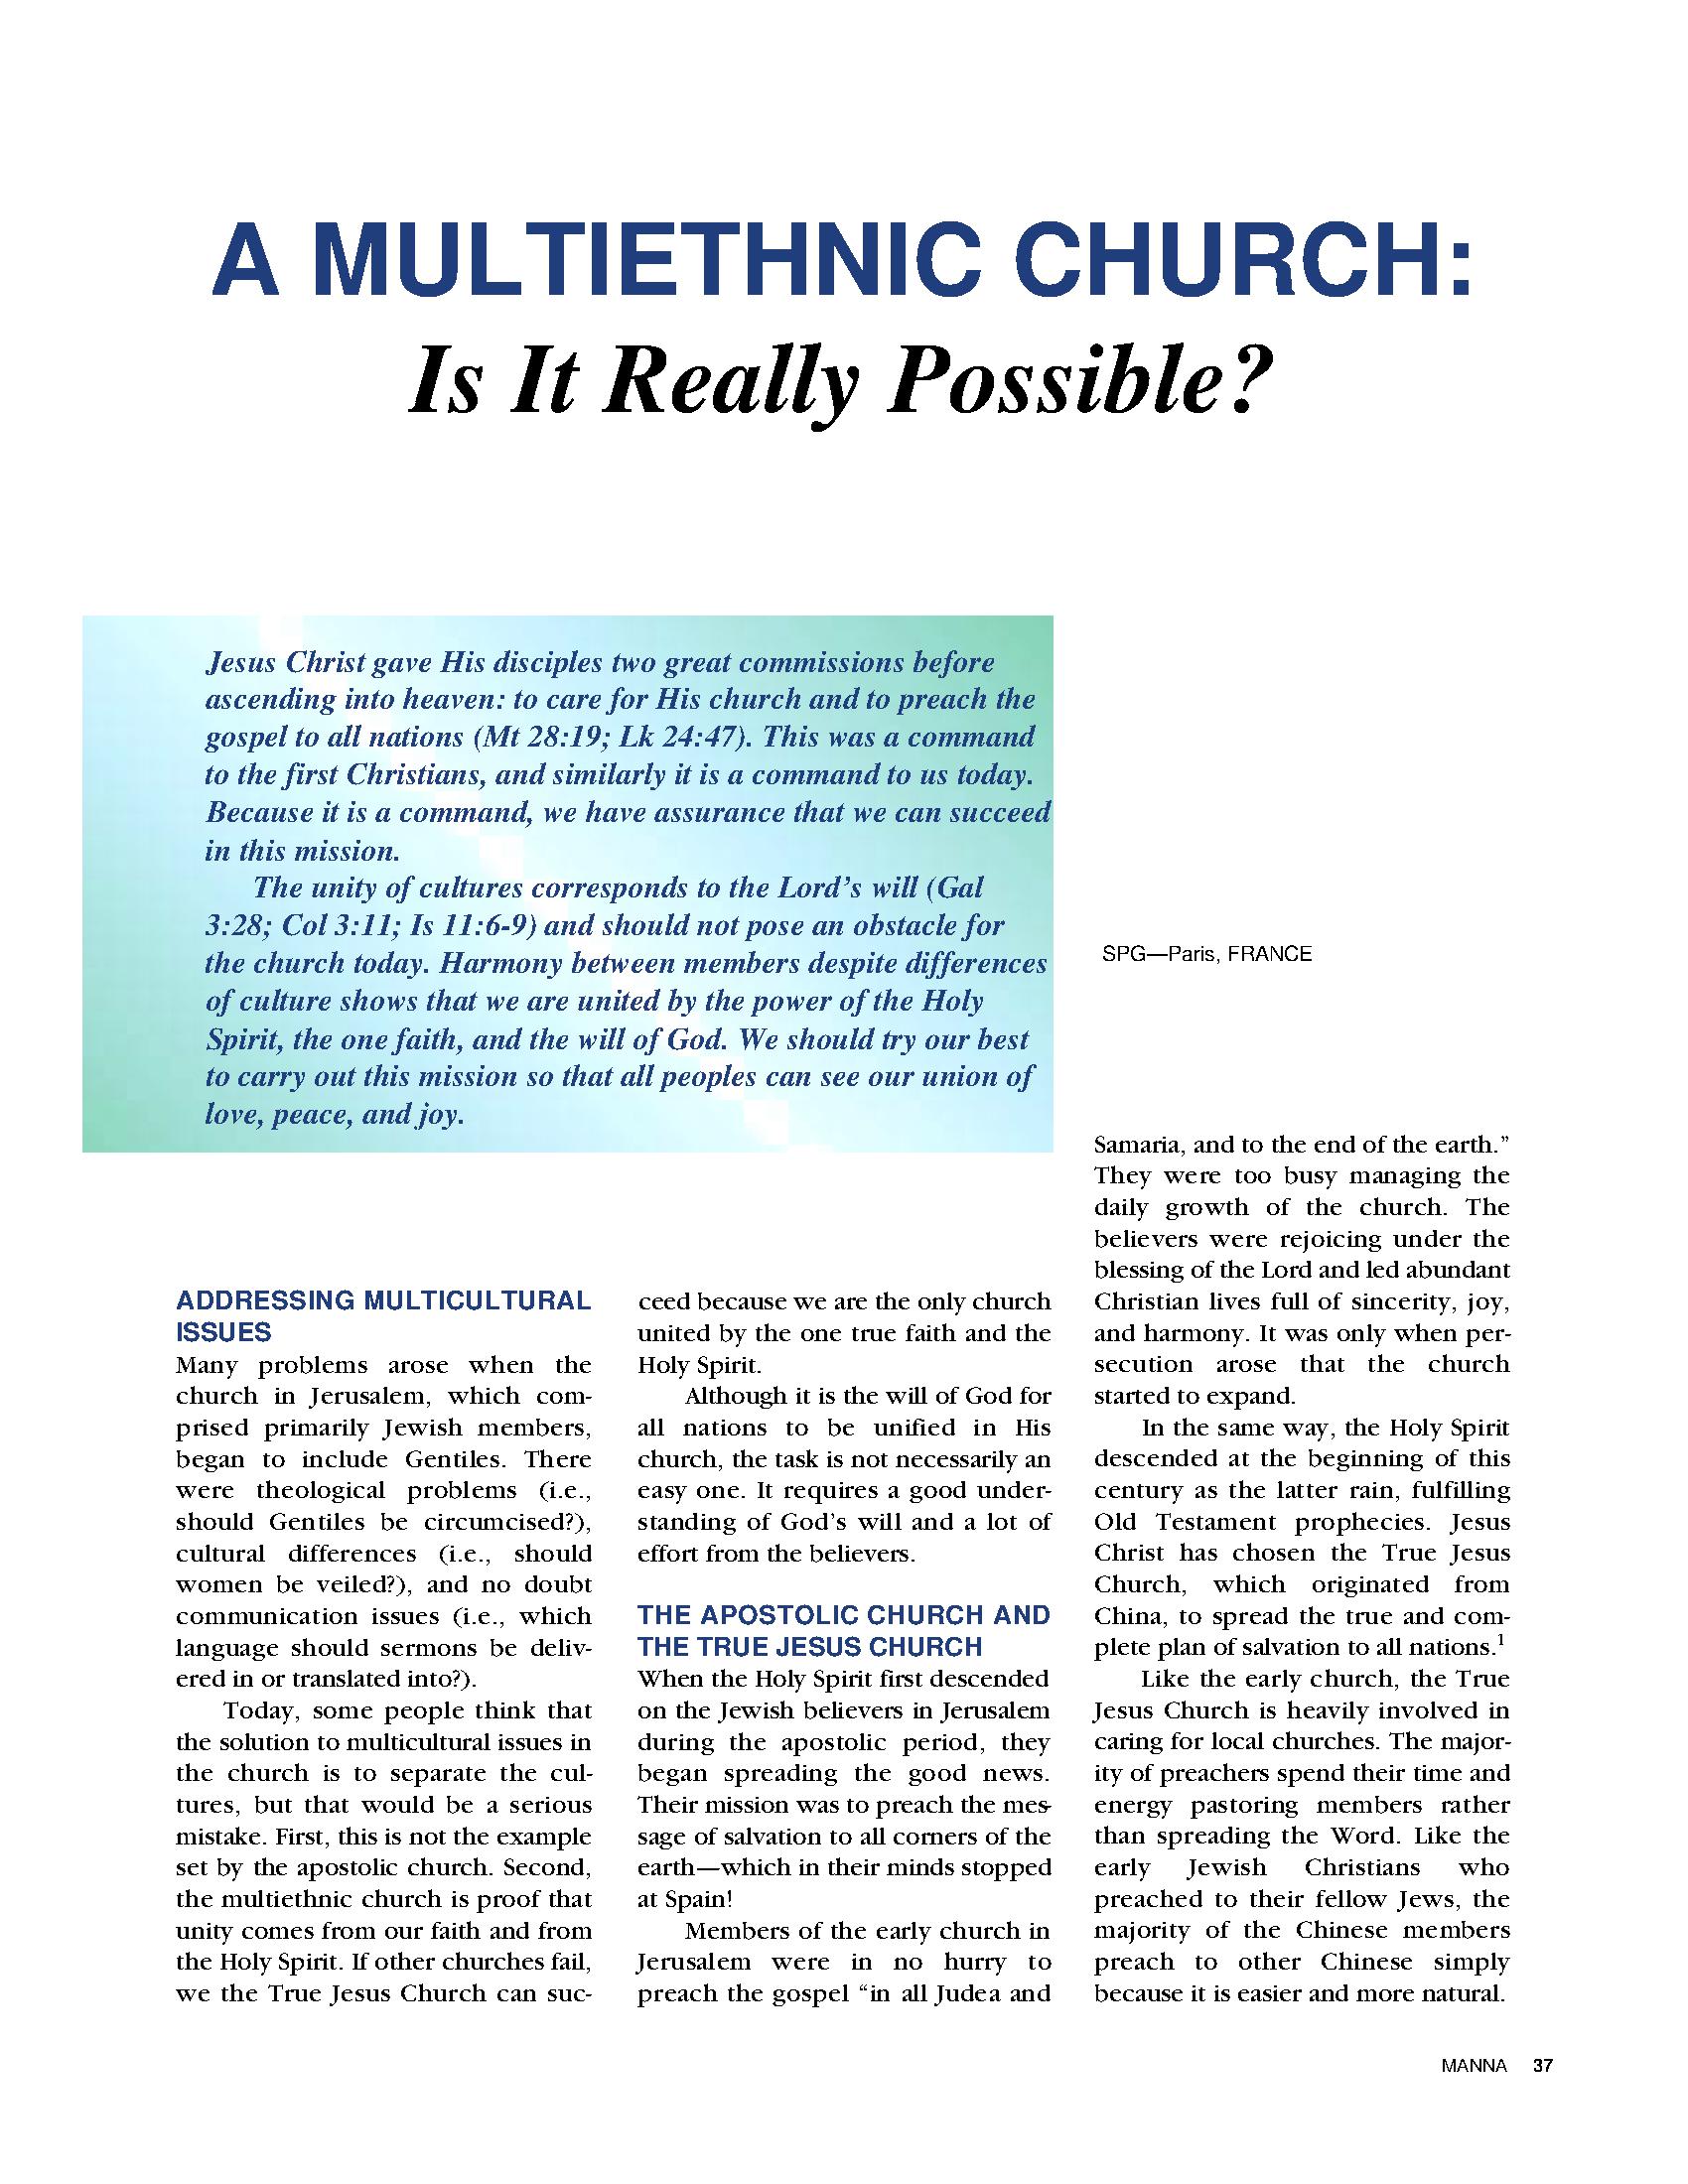 A MULTIETHNIC CHURCH:
Is It Really Possible?
Jesus Christ gave His disciples two great commissions before
ascending into heaven: to care for His church and to preach the
gospel to all nations (Mt 28:19; Lk 24:47). This was a command
to the first Christians, and similarly it is a command to us today.
Because it is a command, we have assurance that we can succeed
in this mission.
The unity of cultures corresponds to the Lord's will (Gal
3:28; Col 3:11; Is 11:6-9) and should not pose an obstacle for
the church today. Harmony between members despite differences
of culture shows that we are united by the power of the Holy
Spirit, the one faith, and the will of God. We should try our best
to carry out this mission so that all peoples can see our union of
love, peace, and joy.
SPG—Paris, FRANCE
ADDRESSING MULTICULTURAL
ISSUES
Many problems arose when the
church in Jerusalem, which com-
prised primarily Jewish members,
began to include Gentiles. There
were theological problems (i.e.,
should Gentiles be circumcised?),
cultural differences (i.e., should
women be veiled?), and no doubt
communication issues (i.e., which
language should sermons be deliv-
ered in or translated into?).
Today, some people think that
the solution to multicultural issues in
the church is to separate the cul-
tures, but that would be a serious
mistake. First, this is not the example
set by the apostolic church. Second,
the multiethnic church is proof that
unity comes from our faith and from
the Holy Spirit. If other churches fail,
we the True Jesus Church can suc-
ceed because we are the only church
united by the one true faith and the
Holy Spirit.
Although it is the will of God for
all nations to be unified in His
church, the task is not necessarily an
easy one. It requires a good under-
standing of God's will and a lot of
effort from the believers.
THE APOSTOLIC CHURCH AND
THE TRUE JESUS CHURCH
When the Holy Spirit first descended
on the Jewish believers in Jerusalem
during the apostolic period, they
began spreading the good news.
Their mission was to preach the mes-
sage of salvation to all corners of the
earth—which in their minds stopped
at Spain!
Members of the early church in
Jerusalem were in no hurry to
preach the gospel “in all Judea and
Samaria, and to the end of the earth.”
They were too busy managing the
daily growth of the church. The
believers were rejoicing under the
blessing of the Lord and led abundant
Christian lives full of sincerity, joy,
and harmony. It was only when per-
secution arose that the church
started to expand.
In the same way, the Holy Spirit
descended at the beginning of this
century as the latter rain, fulfilling
Old Testament prophecies. Jesus
Christ has chosen the True Jesus
Church, which originated from
China, to spread the true and com-
plete plan of salvation to all nations.1
Like the early church, the True
Jesus Church is heavily involved in
caring for local churches. The major-
ity of preachers spend their time and
energy pastoring members rather
than spreading the Word. Like the
early Jewish Christians who
preached to their fellow Jews, the
majority of the Chinese members
preach to other Chinese simply
because it is easier and more natural.
MANNA 37